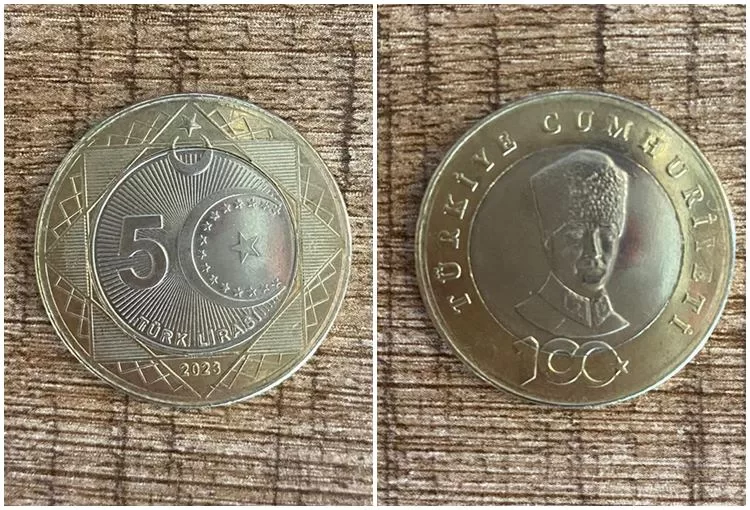 5
TÜRK LİRASI
2023
TÜRKİYE CUMHURİYETİ
100